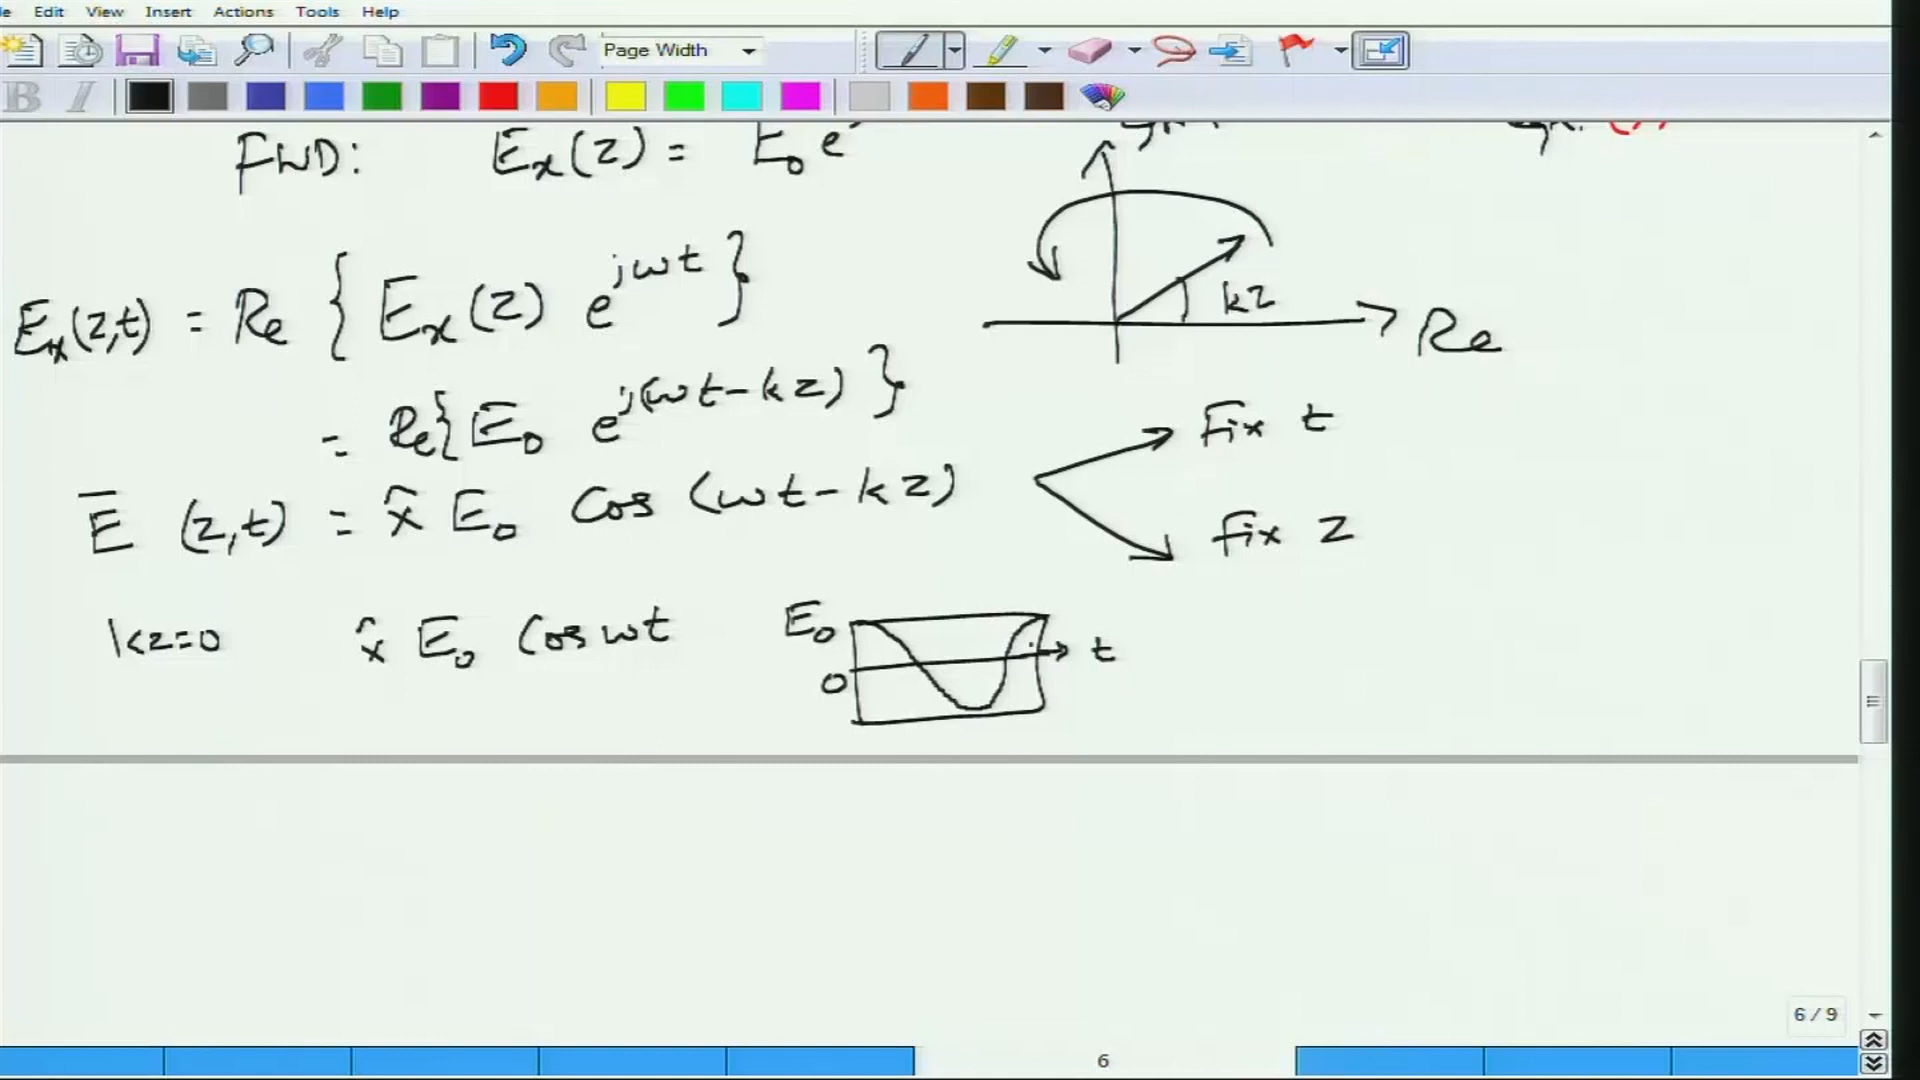 Edit View Insert Actions Tools Help
Page Width
B I
FWD: Ex(z) = E₀ e
Ex(z,t) = Re { Ex(z) e^{jωt} }
kz
Re
= Re{ E₀ e^{j(ωt-kz)} }
Fix t
Ē (z,t) = x̂ E₀ Cos (ωt-kz)
Fix z
kz=0 x̂ E₀ Cos ωt
E₀
0
t
6 / 9
6